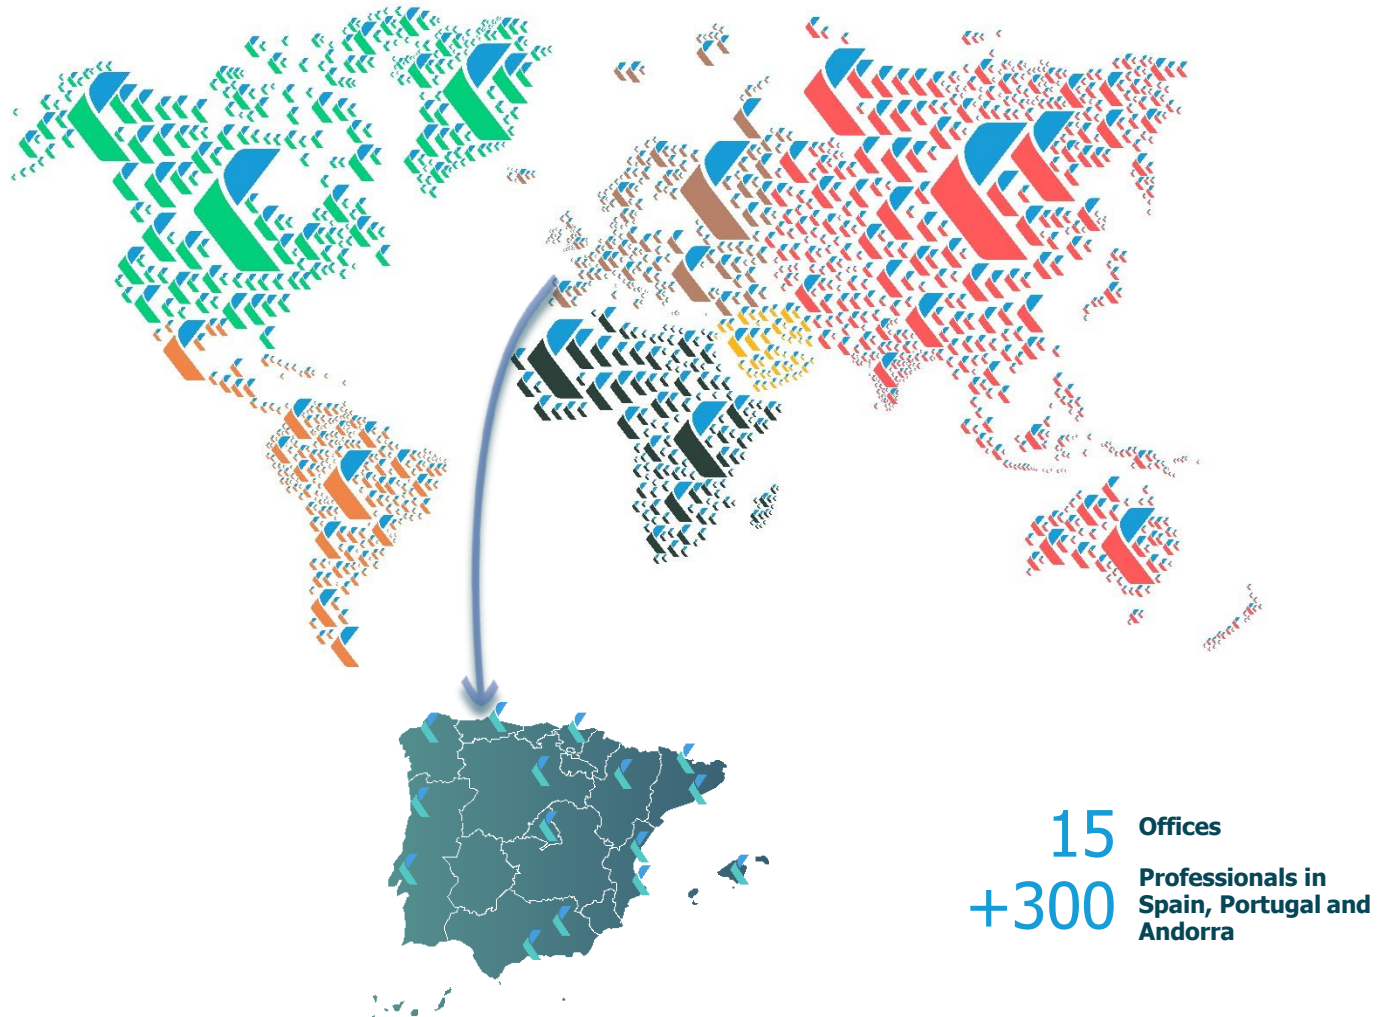 15 Offices
+300 Professionals in
Spain, Portugal and
Andorra